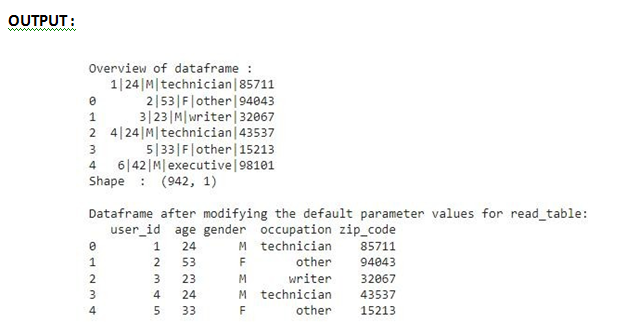 OUTPUT:
Overview of dataframe :
1|24|M|technician|85711
0 2|53|F|other|94043
1 3|23|M|writer|32067
2 4|24|M|technician|43537
3 5|33|F|other|15213
4 6|42|M|executive|98101
Shape : (942, 1)
Dataframe after modifying the default parameter values for read_table:
user_id age gender occupation zip_code
0 1 24 M technician 85711
1 2 53 F other 94043
2 3 23 M writer 32067
3 4 24 M technician 43537
4 5 33 F other 15213